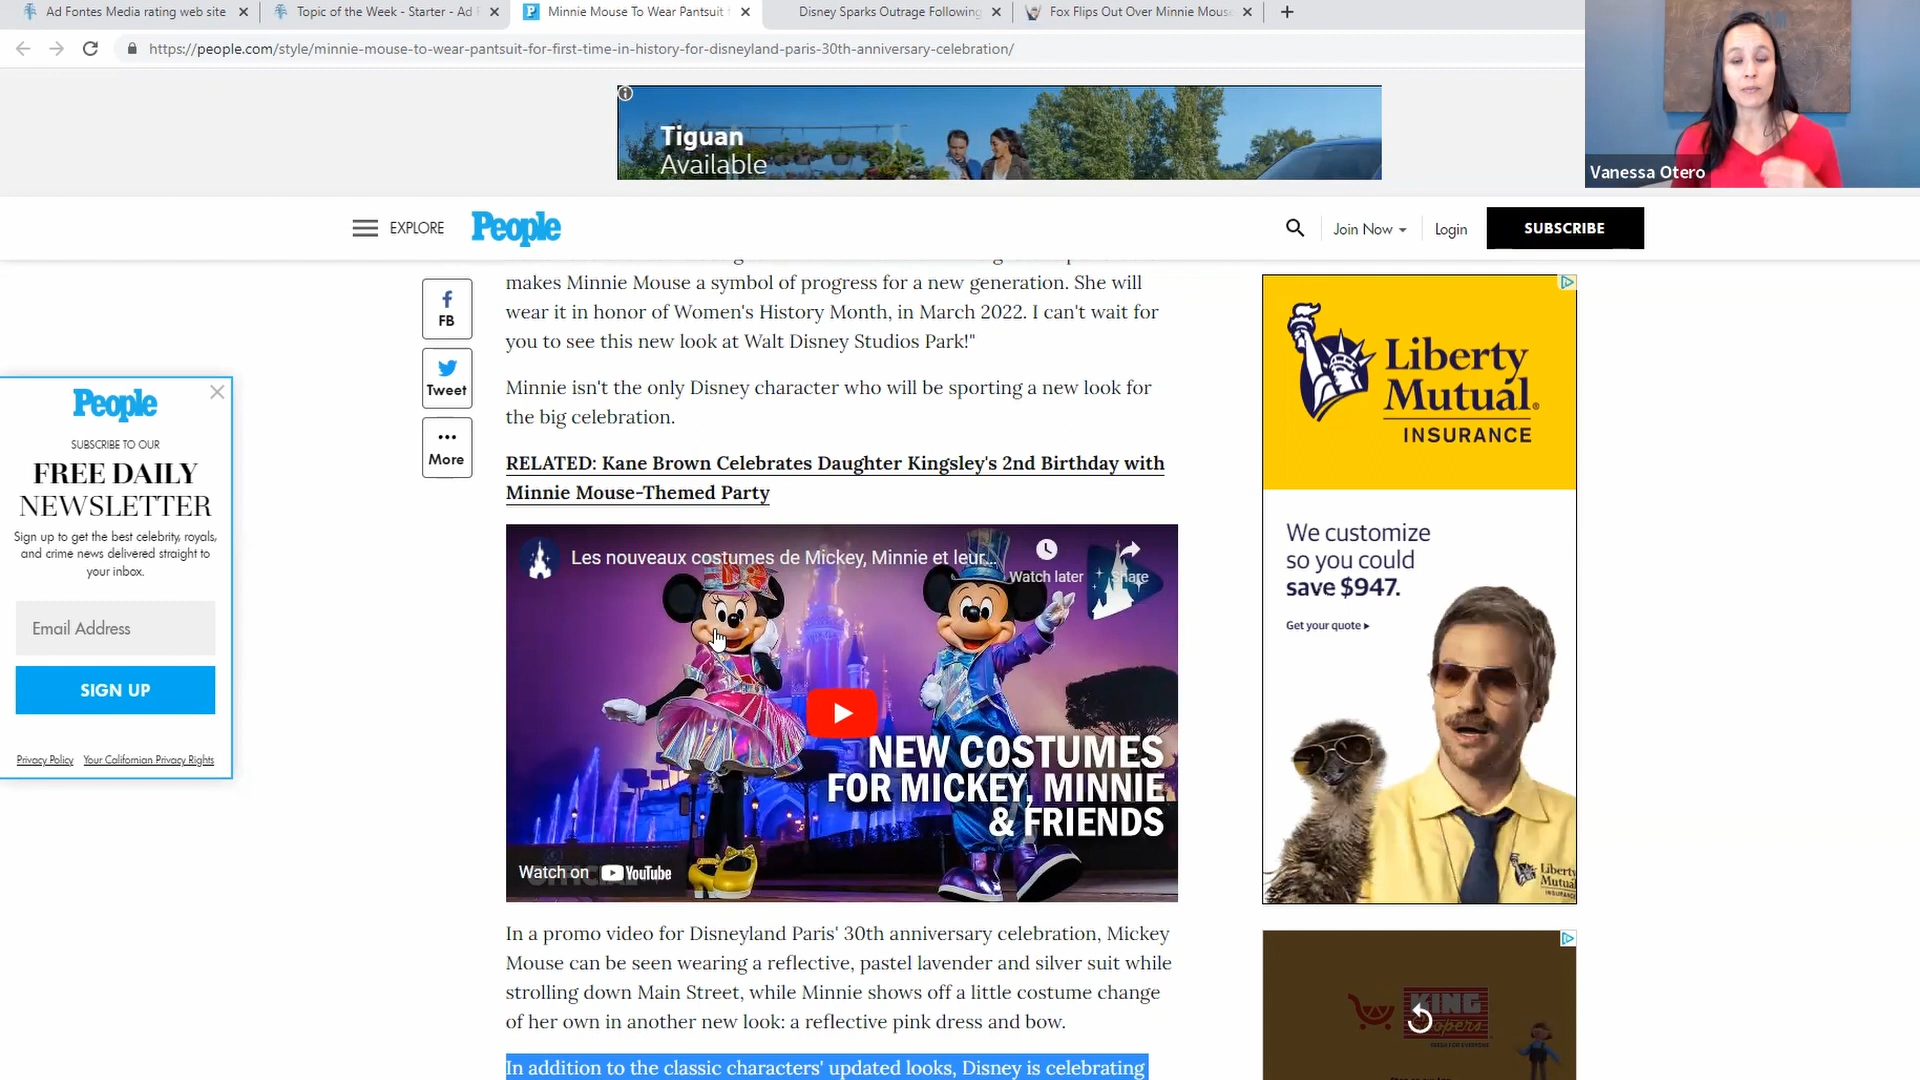 Ad Fontes Media rating web site
Topic of the Week - Starter - Ad F
Minnie Mouse To Wear Pantsuit f
Disney Sparks Outrage Following
Fox Flips Out Over Minnie Mouse
https://people.com/style/minnie-mouse-to-wear-pantsuit-for-first-time-in-history-for-disneyland-paris-30th-anniversary-celebration/
Tiguan
Available
Vanessa Otero
EXPLORE
People
Join Now
Login
SUBSCRIBE
makes Minnie Mouse a symbol of progress for a new generation. She will
wear it in honor of Women's History Month, in March 2022. I can't wait for
you to see this new look at Walt Disney Studios Park!"
Minnie isn't the only Disney character who will be sporting a new look for
the big celebration.
RELATED: Kane Brown Celebrates Daughter Kingsley's 2nd Birthday with
Minnie Mouse-Themed Party
FB
Tweet
More
People
SUBSCRIBE TO OUR
FREE DAILY
NEWSLETTER
Sign up to get the best celebrity, royals,
and crime news delivered straight to
your inbox.
Email Address
SIGN UP
Privacy Policy
Your Californian Privacy Rights
Les nouveaux costumes de Mickey, Minnie et leur...
Watch later
Share
NEW COSTUMES
FOR MICKEY, MINNIE
& FRIENDS
Watch on YouTube
In a promo video for Disneyland Paris' 30th anniversary celebration, Mickey
Mouse can be seen wearing a reflective, pastel lavender and silver suit while
strolling down Main Street, while Minnie shows off a little costume change
of her own in another new look: a reflective pink dress and bow.
In addition to the classic characters' updated looks, Disney is celebrating
Liberty
Mutual.
INSURANCE
We customize
so you could
save $947.
Get your quote
Liberty
Mutual
INSURANCE
KING
Soopers
FRESH FOR EVERYONE